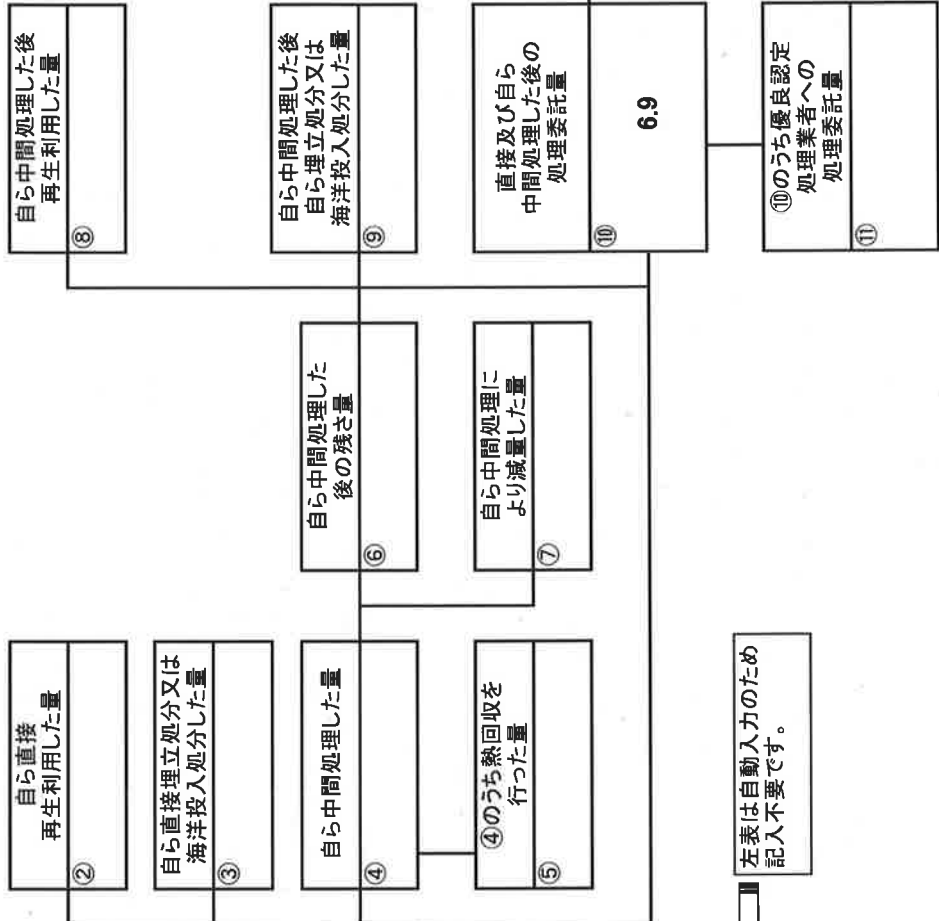 自ら直接
再生利用した量
②
自ら直接埋立処分又は
海洋投入処分した量
③
自ら中間処理した量
④
④のうち熱回収を
行った量
⑤
自ら中間処理した
後の残さ量
⑥
自ら中間処理に
より減量した量
⑦
自ら中間処理した後
再生利用した量
⑧
自ら中間処理した後
自ら埋立処分又は
海洋投入処分した量
⑨
直接及び自ら
中間処理した後の
処理委託量
⑩
6.9
⑩のうち優良認定
処理業者への
処理委託量
⑪
左表は自動入力のため
記入不要です。